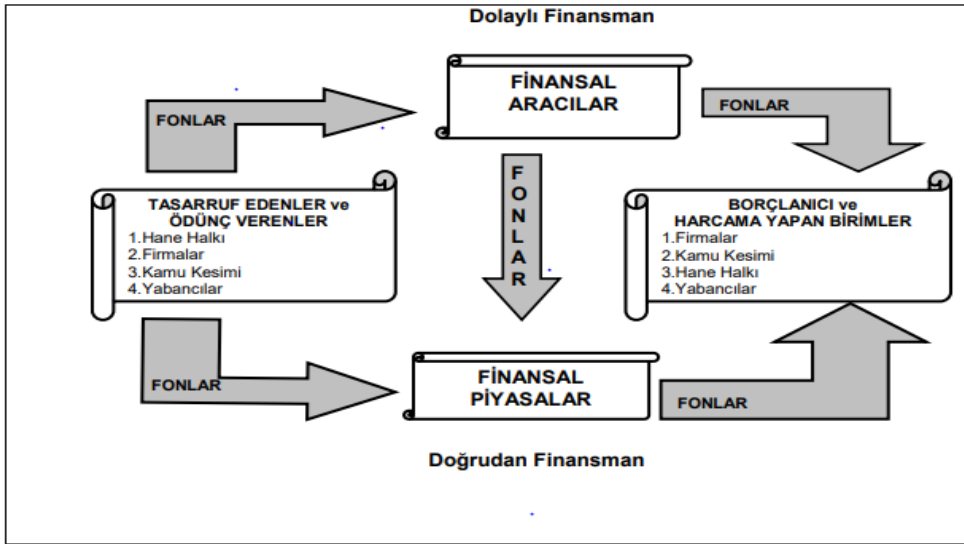 Dolaylı Finansman
FİNANSAL
ARACILAR
FONLAR
FONLAR
TASARRUF EDENLER ve
ÖDÜNÇ VERENLER
1.Hane Halkı
2.Firmalar
3.Kamu Kesimi
4.Yabancılar
FONLAR
BORÇLANICI ve
HARCAMA YAPAN BİRİMLER
1.Firmalar
2.Kamu Kesimi
3.Hane Halkı
4.Yabancılar
FONLAR
FİNANSAL
PİYASALAR
FONLAR
Doğrudan Finansman